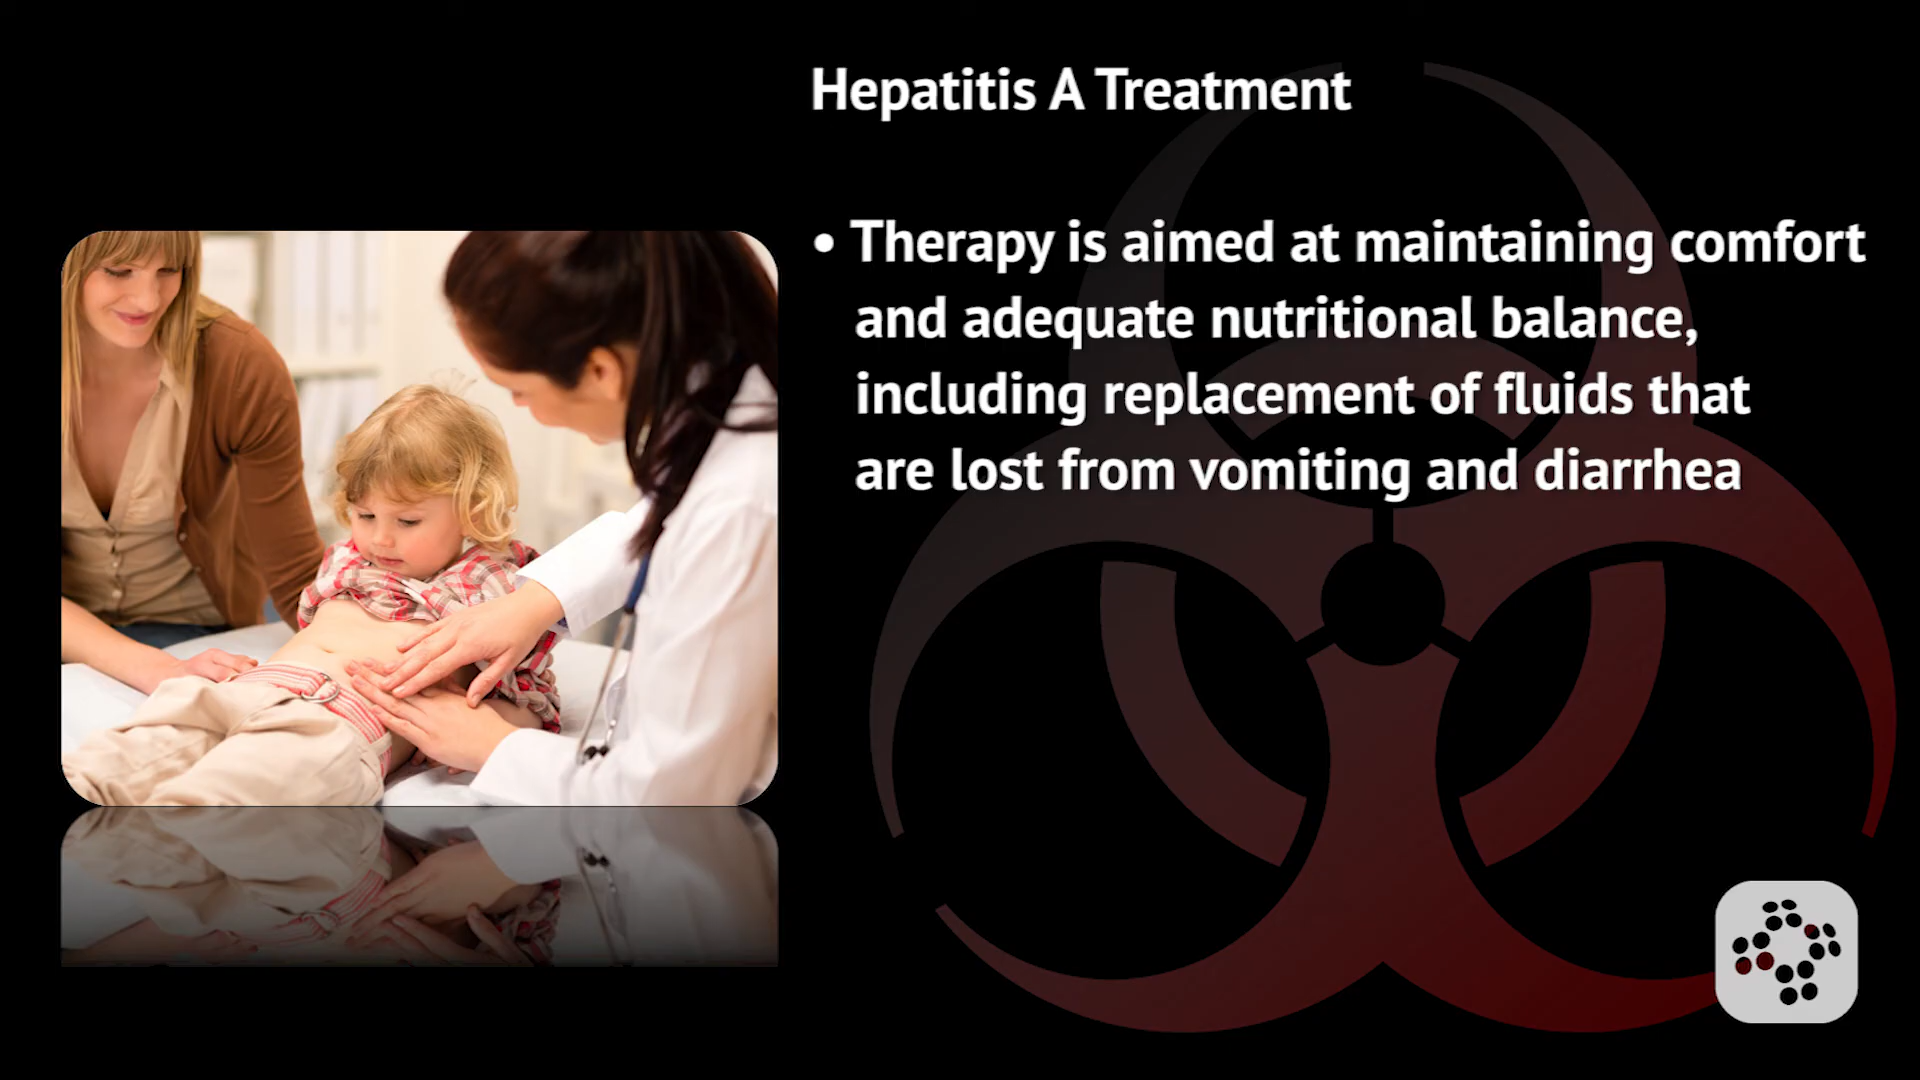 Hepatitis A Treatment
• Therapy is aimed at maintaining comfort
and adequate nutritional balance,
including replacement of fluids that
are lost from vomiting and diarrhea